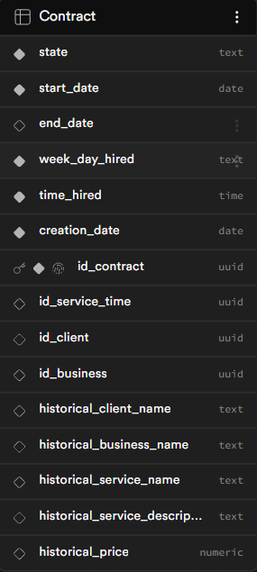 Contract
state text
start_date date
end_date
week_day_hired text
time_hired time
creation_date date
id_contract uuid
id_service_time uuid
id_client uuid
id_business uuid
historical_client_name text
historical_business_name text
historical_service_name text
historical_service_descrip... text
historical_price numeric